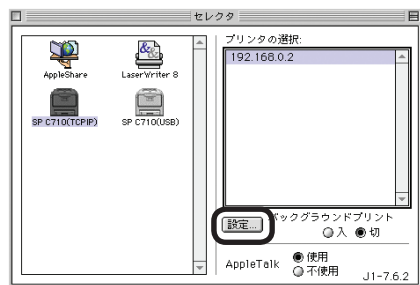 セレクタ
AppleShare
LaserWriter 8
SP C710(TCPIP)
SP C710(USB)
プリンタの選択:
192.168.0.2
設定...
バックグラウンドプリント
入 切
AppleTalk
使用
不使用
J1-7.6.2